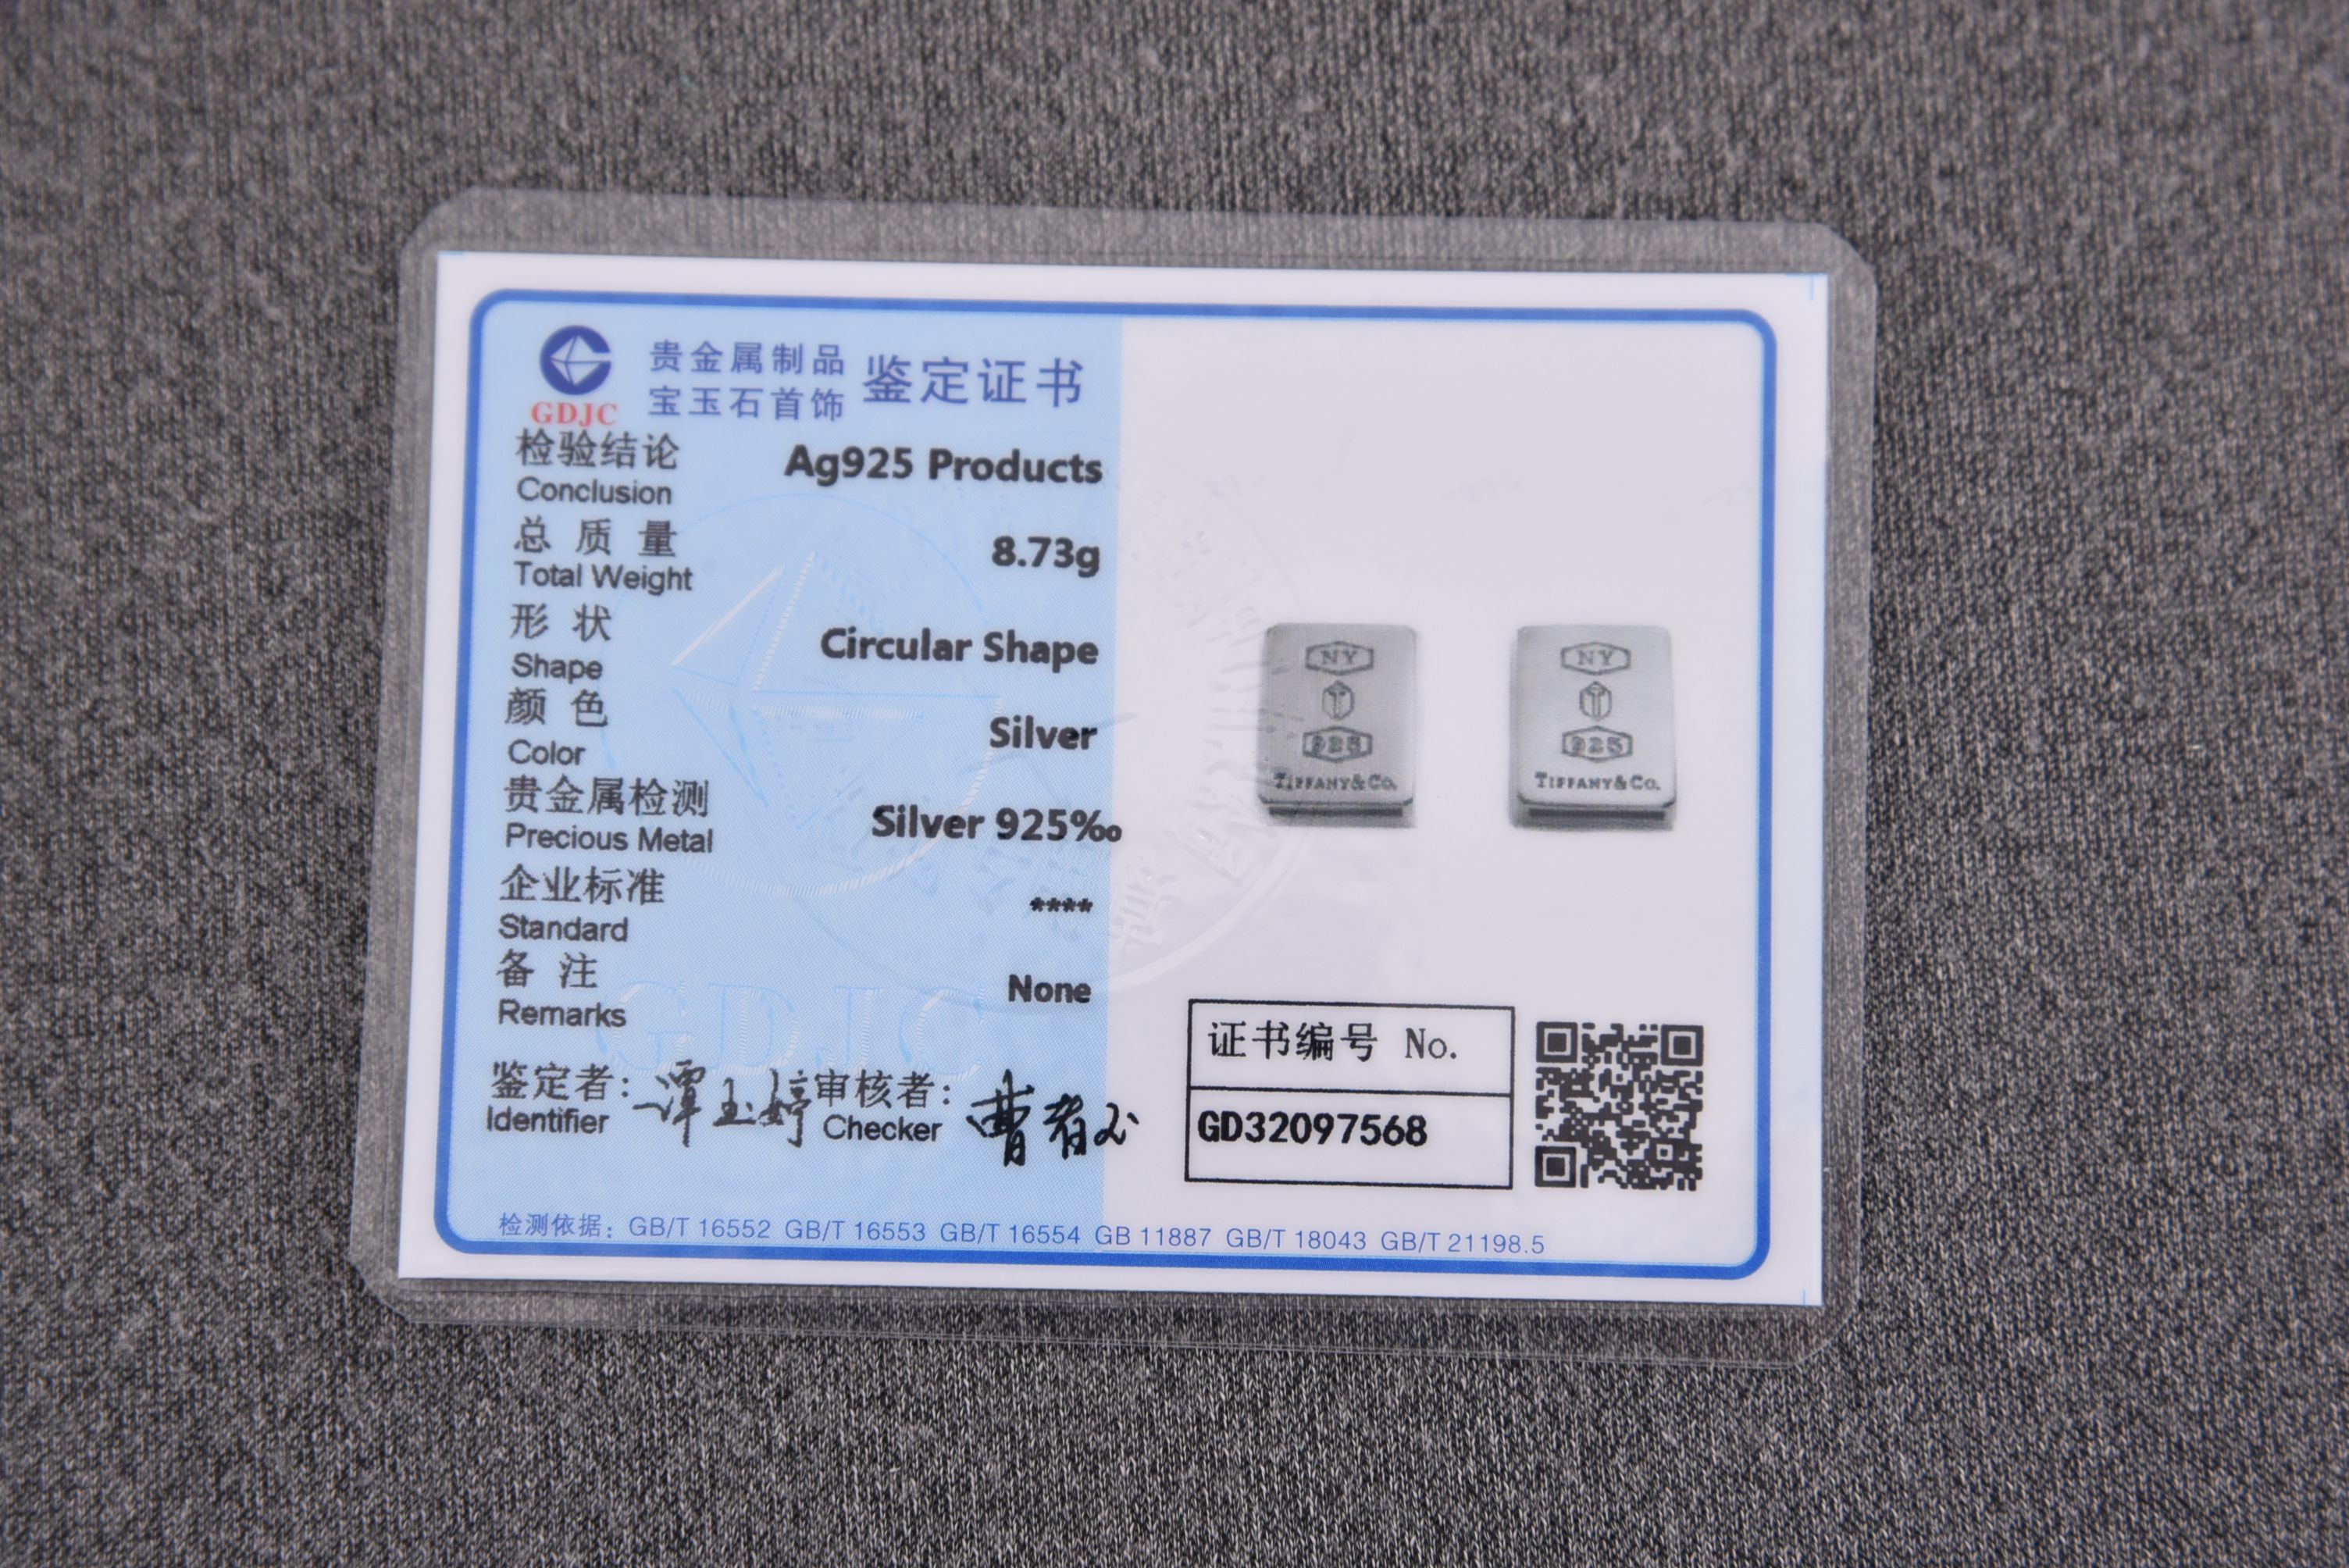 GDJC
贵金属制品
宝玉石首饰
鉴定证书
检验结论 Ag925 Products
Conclusion
总质量 8.73g
Total Weight
形状 Circular Shape
Shape
颜色 Silver
Color
贵金属检测 Silver 925‰
Precious Metal
企业标准 ****
Standard
备注 None
Remarks
鉴定者: 谭玉婷 审核者:
Identifier Checker
检测依据: GB/T 16552 GB/T 16553 GB/T 16554 GB 11887 GB/T 18043 GB/T 21198.5
NY
T
925
TIFFANY&CO.
NY
T
925
TIFFANY&CO.
证书编号 No.
GD32097568
GDJC